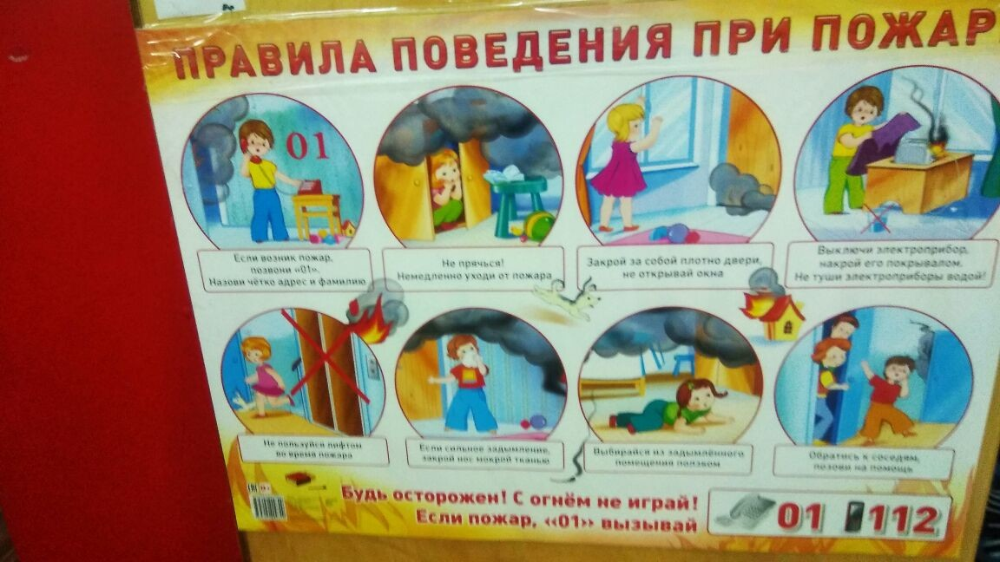 ПРАВИЛА ПОВЕДЕНИЯ ПРИ ПОЖАР
01
Если возник пожар,
позвони «01».
Назови чётко адрес и фамилию
Не прячься!
Немедленно уходи от пожара
Закрой за собой плотно двери,
не открывай окна
Выключи электроприбор,
накрой его покрывалом.
Не туши электроприборы водой!
Не пользуйся лифтом
во время пожара
Если сильное задымление,
закрой нос мокрой тканью
Выбирайся из задымлённого
помещения ползком
Обратись к соседям,
позови на помощь
Будь осторожен! С огнём не играй!
Если пожар, «01» вызывай
01 112